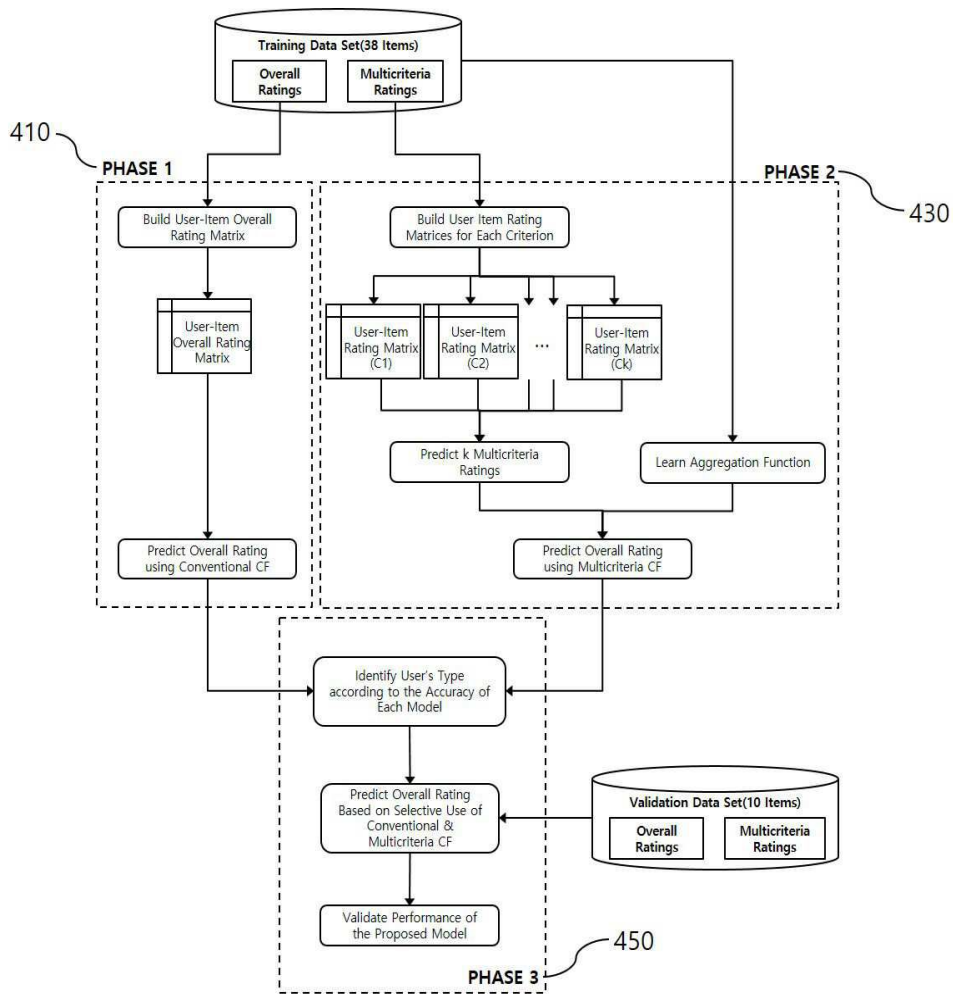 Training Data Set(38 Items)
Overall
Ratings
Multicriteria
Ratings
410
PHASE 1
PHASE 2
430
Build User-Item Overall
Rating Matrix
Build User Item Rating
Matrices for Each Criterion
User-Item
Overall Rating
Matrix
User-Item
Rating Matrix
(C1)
User-Item
Rating Matrix
(C2)
...
User-Item
Rating Matrix
(Ck)
Predict k Multicriteria
Ratings
Learn Aggregation Function
Predict Overall Rating
using Conventional CF
Predict Overall Rating
using Multicriteria CF
Identify User's Type
according to the Accuracy of
Each Model
Predict Overall Rating
Based on Selective Use of
Conventional &
Multicriteria CF
Validation Data Set(10 Items)
Overall
Ratings
Multicriteria
Ratings
Validate Performance of
the Proposed Model
PHASE 3
450